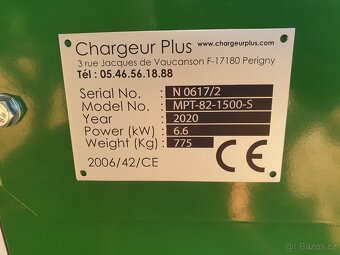 Chargeur Plus www.chargeurplus.com
3 rue Jacques de Vaucanson F-17180 Perigny
Tél : 05.46.56.18.88
Serial No. : N 0617/2
Model No. : MPT-82-1500-S
Year : 2020
Power (kW) : 6.6
Weight (Kg) : 775
2006/42/CE CE
© Bazos.cz